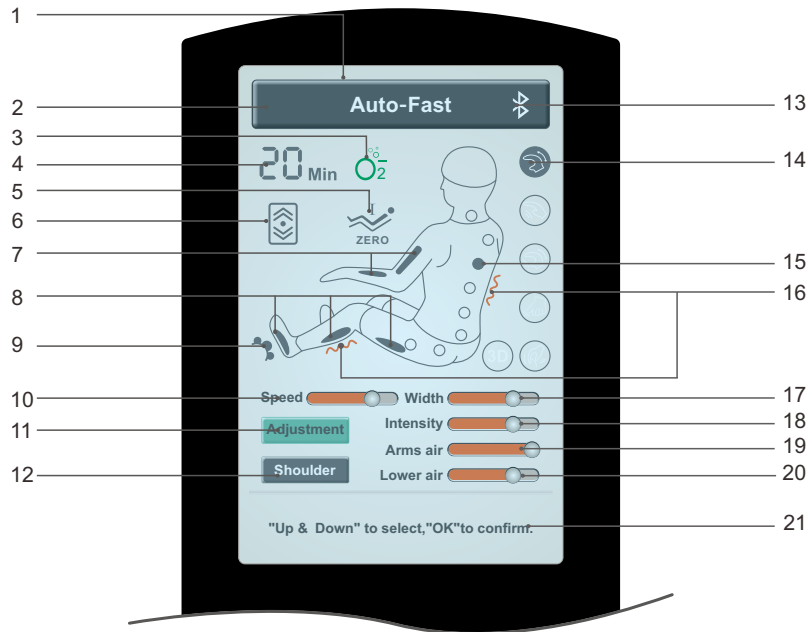 1
2
3
4
5
6
7
8
9
10
11
12
13
14
15
16
17
18
19
20
21
Auto-Fast
20 Min
O2
ZERO
3D
Speed
Width
Adjustment
Intensity
Arms air
Shoulder
Lower air
"Up & Down" to select,"OK"to confirm.